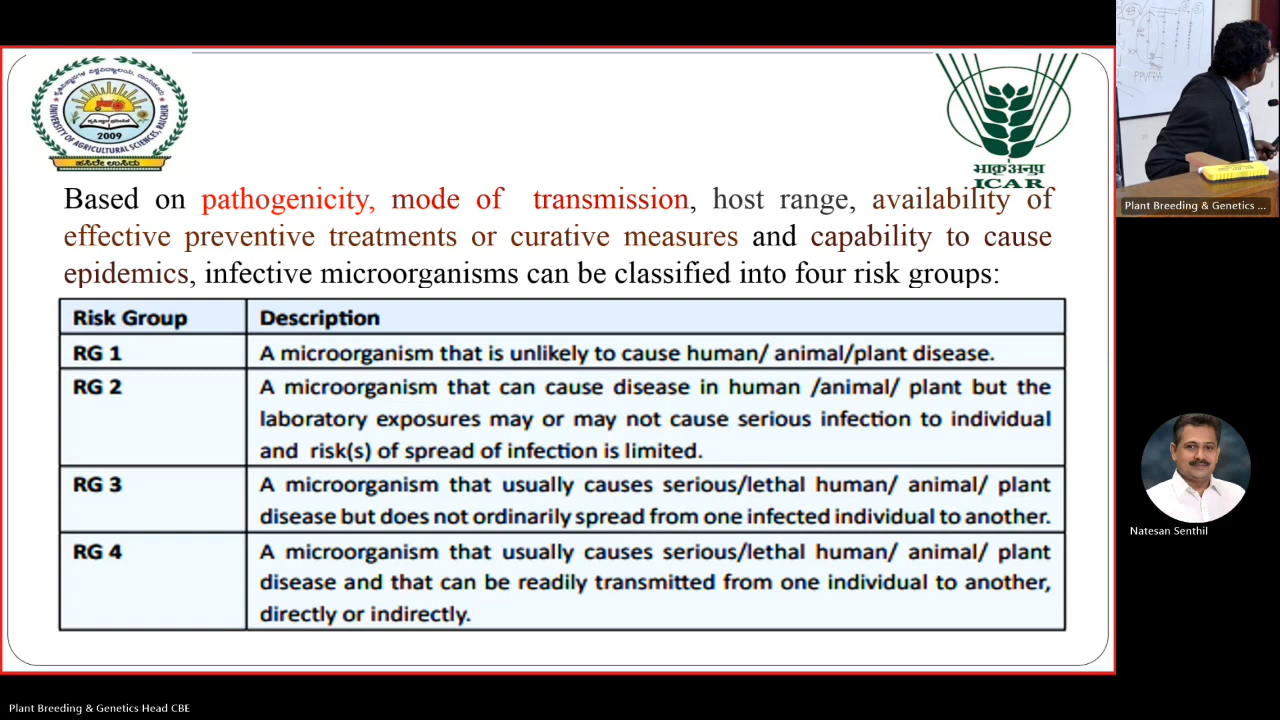 UNIVERSITY OF AGRICULTURAL SCIENCES, RAICHUR
2009
ಹಸಿರೇ ಉಸಿರು
भाकृअनुप
ICAR
Based on pathogenicity, mode of transmission, host range, availability of
effective preventive treatments or curative measures and capability to cause
epidemics, infective microorganisms can be classified into four risk groups:
Risk Group Description
RG 1 A microorganism that is unlikely to cause human/ animal/plant disease.
RG 2 A microorganism that can cause disease in human /animal/ plant but the
laboratory exposures may or may not cause serious infection to individual
and risk(s) of spread of infection is limited.
RG 3 A microorganism that usually causes serious/lethal human/ animal/ plant
disease but does not ordinarily spread from one infected individual to another.
RG 4 A microorganism that usually causes serious/lethal human/ animal/ plant
disease and that can be readily transmitted from one individual to another,
directly or indirectly.
PPVFRA
Plant Breeding & Genetics ...
Natesan Senthil
Plant Breeding & Genetics Head CBE